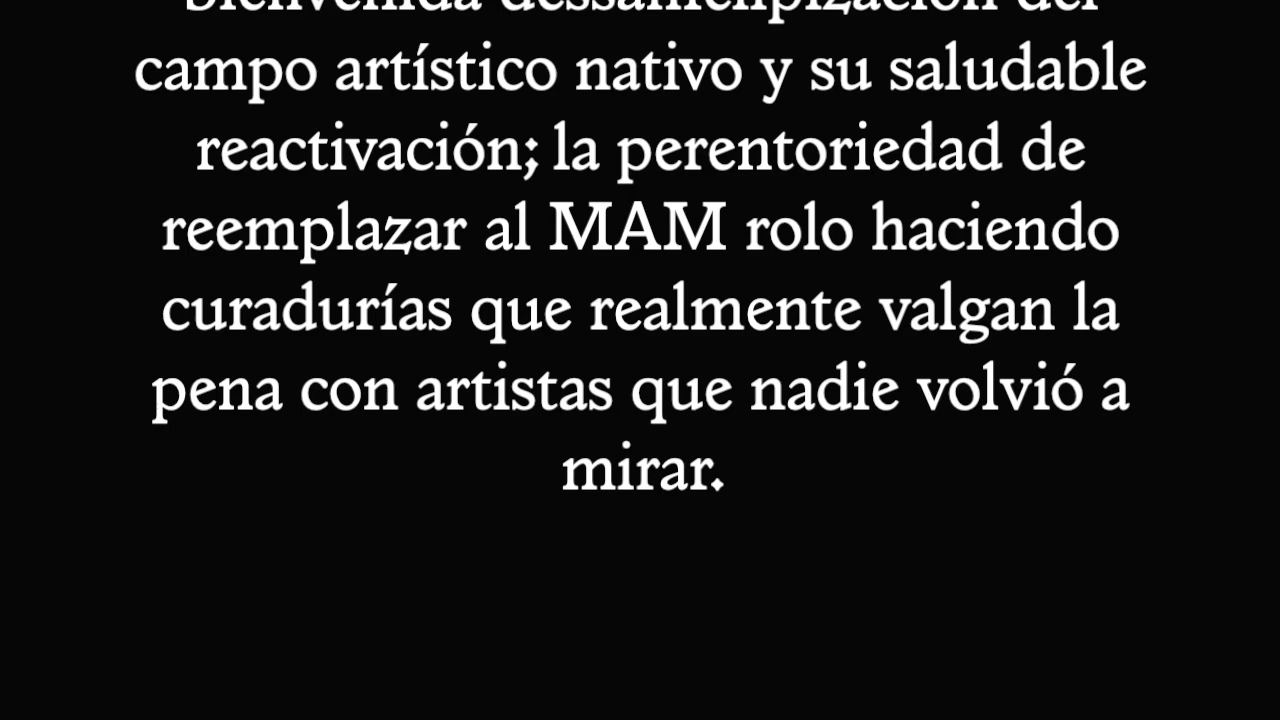 campo artístico nativo y su saludable
reactivación; la perentoriedad de
reemplazar al MAM rolo haciendo
curadurías que realmente valgan la
pena con artistas que nadie volvió a
mirar.